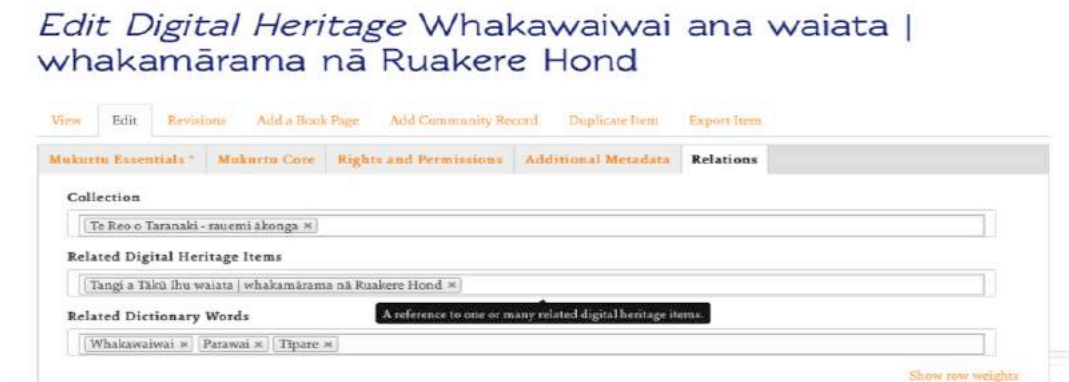 Edit Digital Heritage Whakawaiwai ana waiata |
whakamārama nā Ruakere Hond
View Edit Revisions Add a Book Page Add Community Record Duplicate Item Export Item
Mukurtu Essentials * Mukurtu Core Rights and Permissions Additional Metadata Relations
Collection
Te Reo o Taranaki - rauemi ākonga ×
Related Digital Heritage Items
Tangi a Tākū Ihu waiata | whakamārama nā Ruakere Hond ×
A reference to one or many related digital heritage items.
Related Dictionary Words
Whakawaiwai × Parawai × Tīpare ×
Show row weights